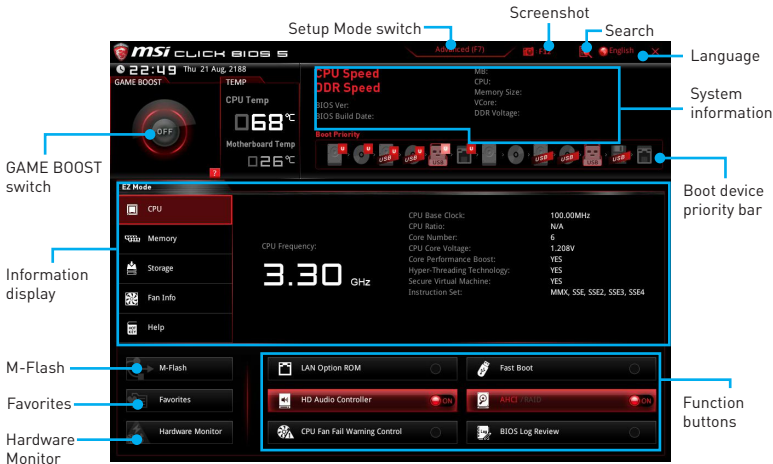 Setup Mode switch
Screenshot
Search
Language
System
information
Boot device
priority bar
GAME BOOST
switch
Information
display
M-Flash
Favorites
Hardware
Monitor
Function
buttons
msi CLICK BIOS 5
Advanced (F7)
F12
English
X
22:49 Thu 21 Aug, 2188
GAME BOOST
OFF
TEMP
CPU Temp
68°C
Motherboard Temp
26°C
?
CPU Speed
DDR Speed
BIOS Ver:
BIOS Build Date:
MB:
CPU:
Memory Size:
VCore:
DDR Voltage:
Boot Priority
U U U U U U
USB USB USB USB USB USB
EZ Mode
CPU
Memory
Storage
Fan Info
Help
CPU Frequency:
3.30 GHz
CPU Base Clock: 100.00MHz
CPU Ratio: N/A
Core Number: 6
CPU Core Voltage: 1.208V
Core Performance Boost: YES
Hyper-Threading Technology: YES
Secure Virtual Machine: YES
Instruction Set: MMX, SSE, SSE2, SSE3, SSE4
M-Flash
Favorites
Hardware Monitor
LAN Option ROM
Fast Boot
HD Audio Controller ON
AHCI /RAID ON
CPU Fan Fail Warning Control
BIOS Log Review